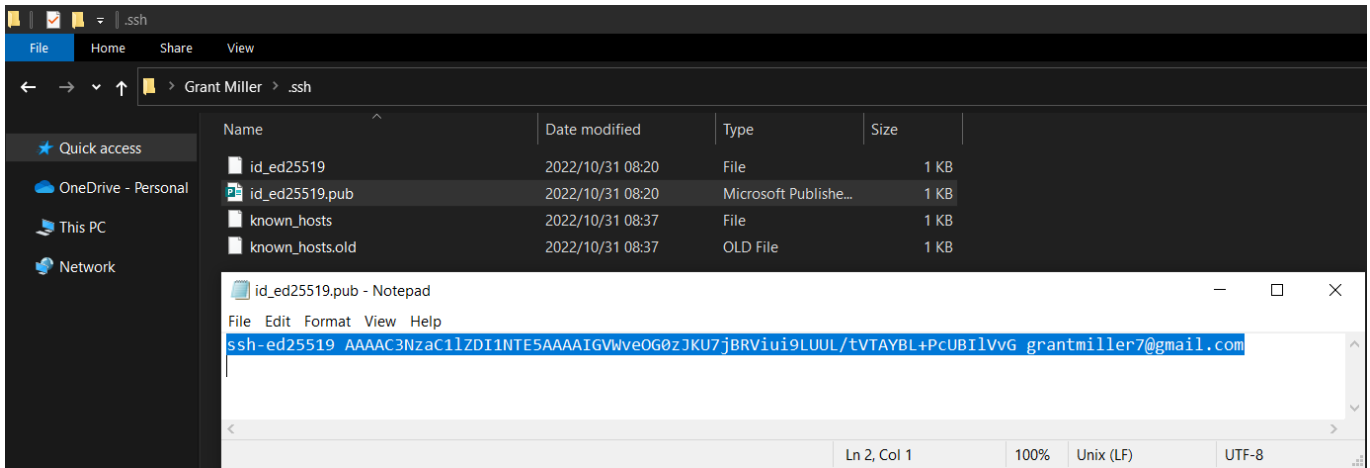 .ssh
File Home Share View
Grant Miller > .ssh
Name Date modified Type Size
Quick access
OneDrive - Personal
This PC
Network
id_ed25519 2022/10/31 08:20 File 1 KB
id_ed25519.pub 2022/10/31 08:20 Microsoft Publishe... 1 KB
known_hosts 2022/10/31 08:37 File 1 KB
known_hosts.old 2022/10/31 08:37 OLD File 1 KB
id_ed25519.pub - Notepad
File Edit Format View Help
ssh-ed25519 AAAAC3NzaC1lZDI1NTE5AAAAIGVWveOG0zJKU7jBRViui9LUUL/tVTAYBL+PcUBIlVvG grantmiller7@gmail.com
Ln 2, Col 1 100% Unix (LF) UTF-8